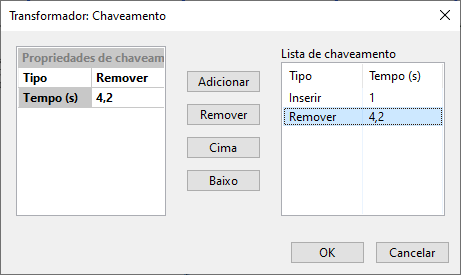 Transformador: Chaveamento
Propriedades de chaveam
Tipo Remover
Tempo (s) 4,2
Adicionar
Remover
Cima
Baixo
Lista de chaveamento
Tipo Tempo (s)
Inserir 1
Remover 4,2
OK Cancelar